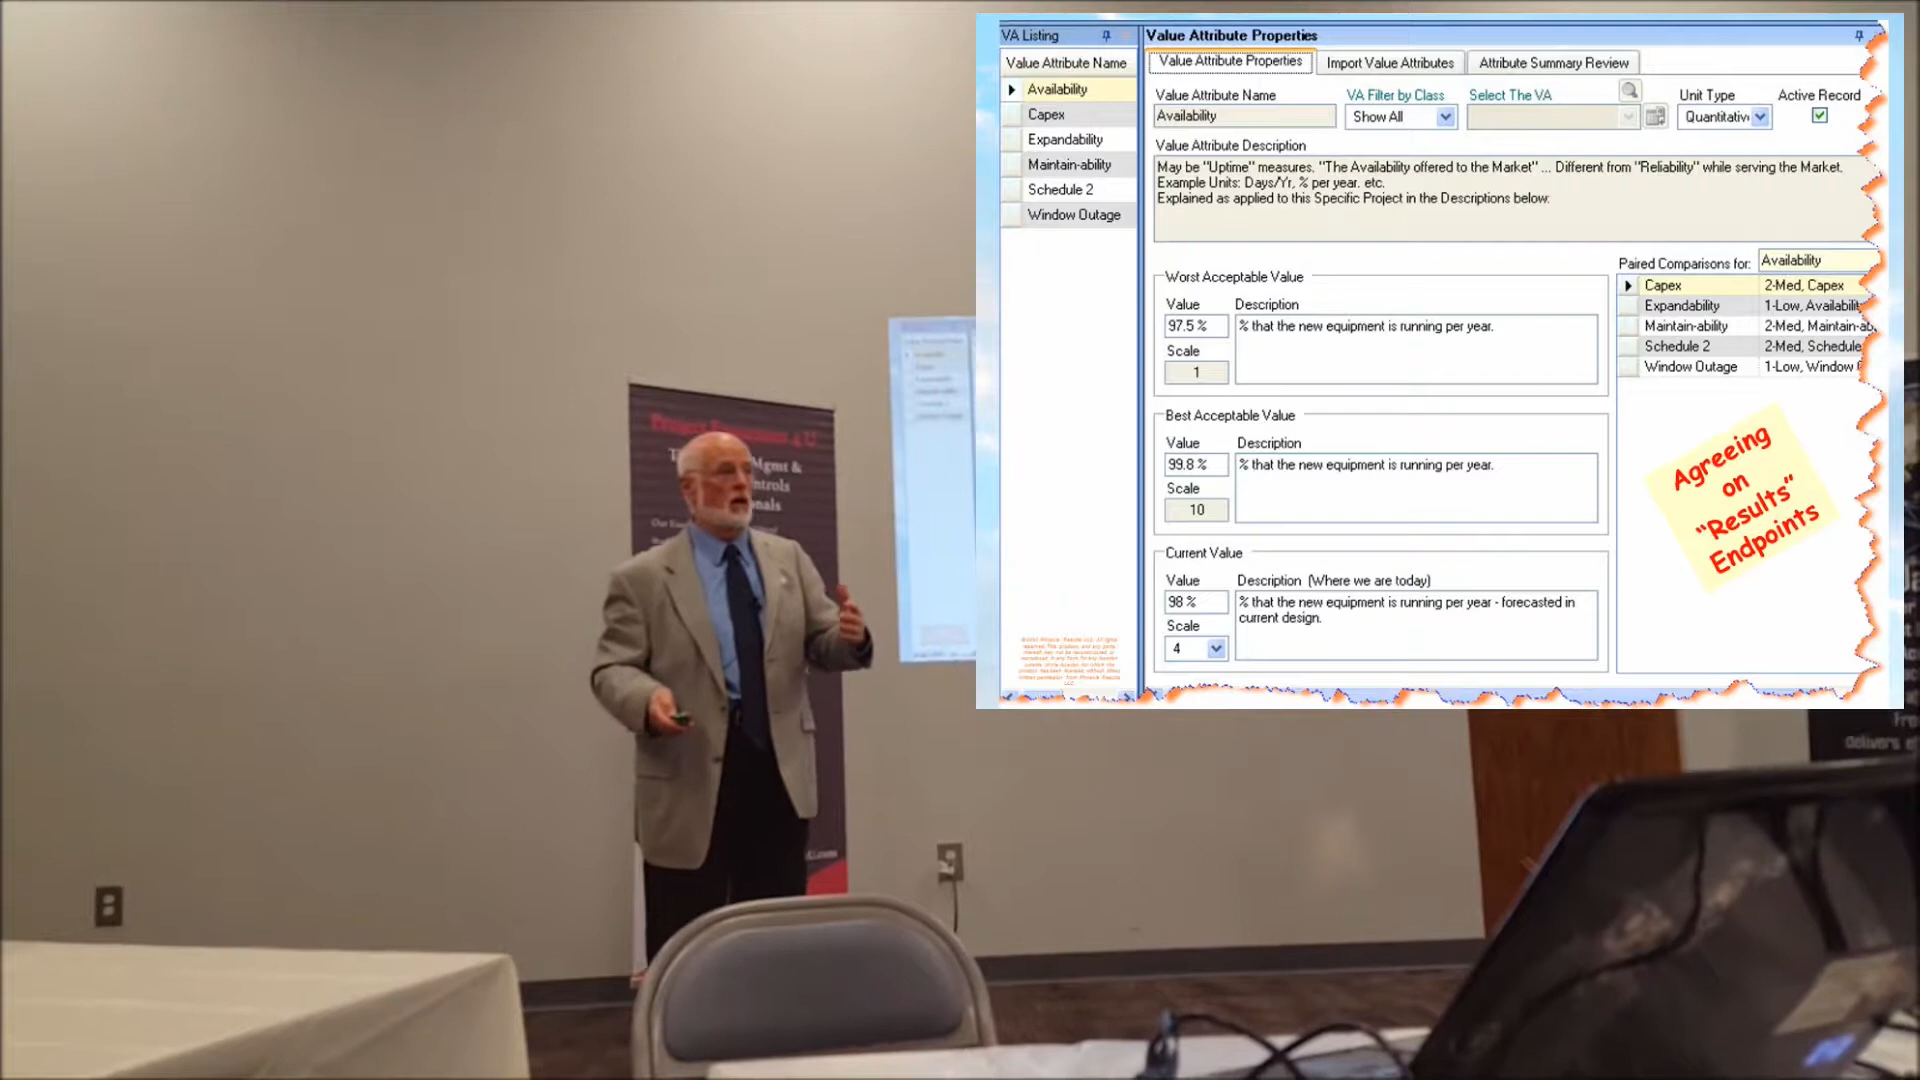 VA Listing
Value Attribute Name
Availability
Capex
Expandability
Maintain-ability
Schedule 2
Window Outage
Value Attribute Properties
Value Attribute Properties
Import Value Attributes
Attribute Summary Review
Value Attribute Name
VA Filter by Class
Select The VA
Unit Type
Active Record
Availability
Show All
Quantitativ
Value Attribute Description
May be "Uptime" measures. "The Availability offered to the Market" ... Different from "Reliability" while serving the Market.
Example Units: Days/Yr, % per year. etc.
Explained as applied to this Specific Project in the Descriptions below:
Worst Acceptable Value
Value Description
97.5 % % that the new equipment is running per year.
Scale
1
Best Acceptable Value
Value Description
99.8 % % that the new equipment is running per year.
Scale
10
Current Value
Value Description (Where we are today)
98 % % that the new equipment is running per year - forecasted in
current design.
Scale
4
Paired Comparisons for: Availability
Capex 2-Med, Capex
Expandability 1-Low, Availability
Maintain-ability 2-Med, Maintain-ab
Schedule 2 2-Med, Schedule
Window Outage 1-Low, Window
Agreeing
on
"Results"
Endpoints
Mgmt &
ntrols
nals
delivers